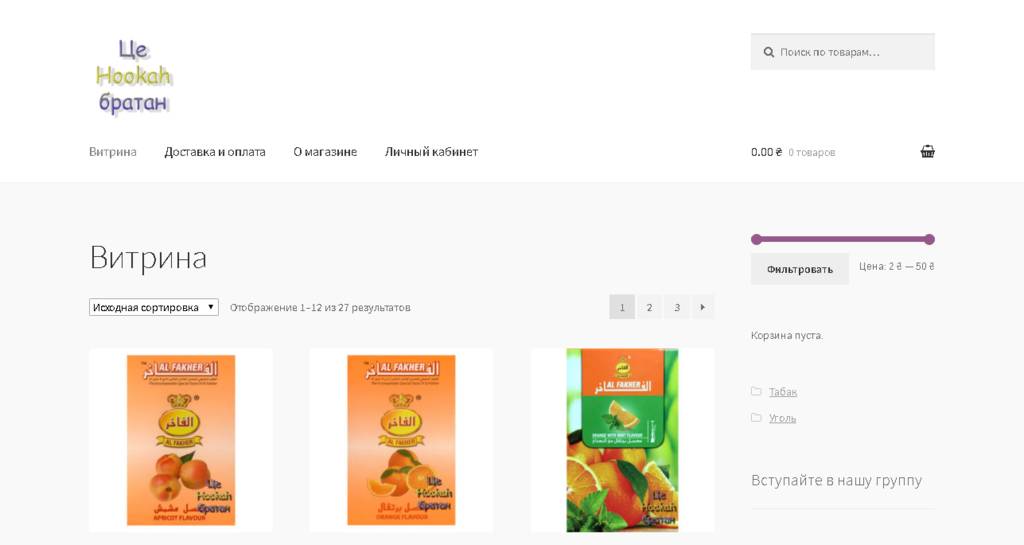 Це
Hookah
братан
Поиск по товарам…
Витрина
Доставка и оплата
О магазине
Личный кабинет
0.00 ₴ 0 товаров
Витрина
Исходная сортировка
Отображение 1–12 из 27 результатов
1
2
3
Фильтровать
Цена: 2 ₴ — 50 ₴
Корзина пуста.
Табак
Уголь
Вступайте в нашу группу
AL FAKHER
الفاخر
الفاخر
AL FAKHER
Це
Hookah
братан
APRICOT FLAVOUR
AL FAKHER
الفاخر
الفاخر
AL FAKHER
Це
Hookah
братан
ORANGE FLAVOUR
AL FAKHER
الفاخر
ORANGE WITH MINT FLAVOUR
Це
Hookah
братан